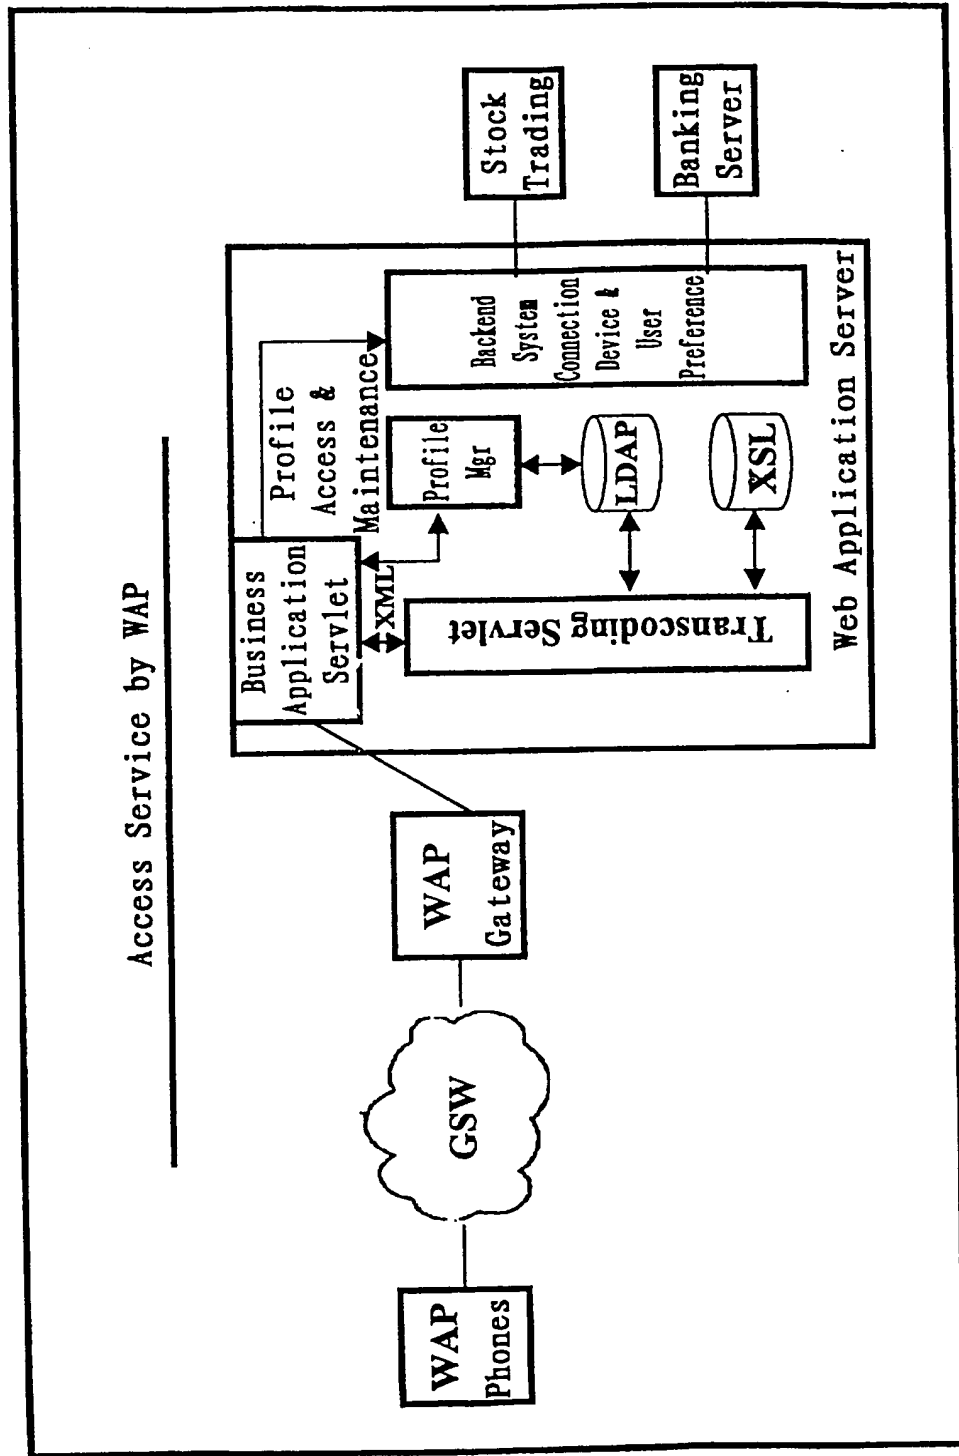 Access Service by WAP
WAP
Phones
GSW
WAP
Gateway
Business
Application
Servlet
XML
Profile
Access &
Maintenance
Profile
Mgr
Transcoding Servlet
LDAP
XSL
Backend
System
Connection
Device &
User
Preference
Web Application Server
Stock
Trading
Banking
Server